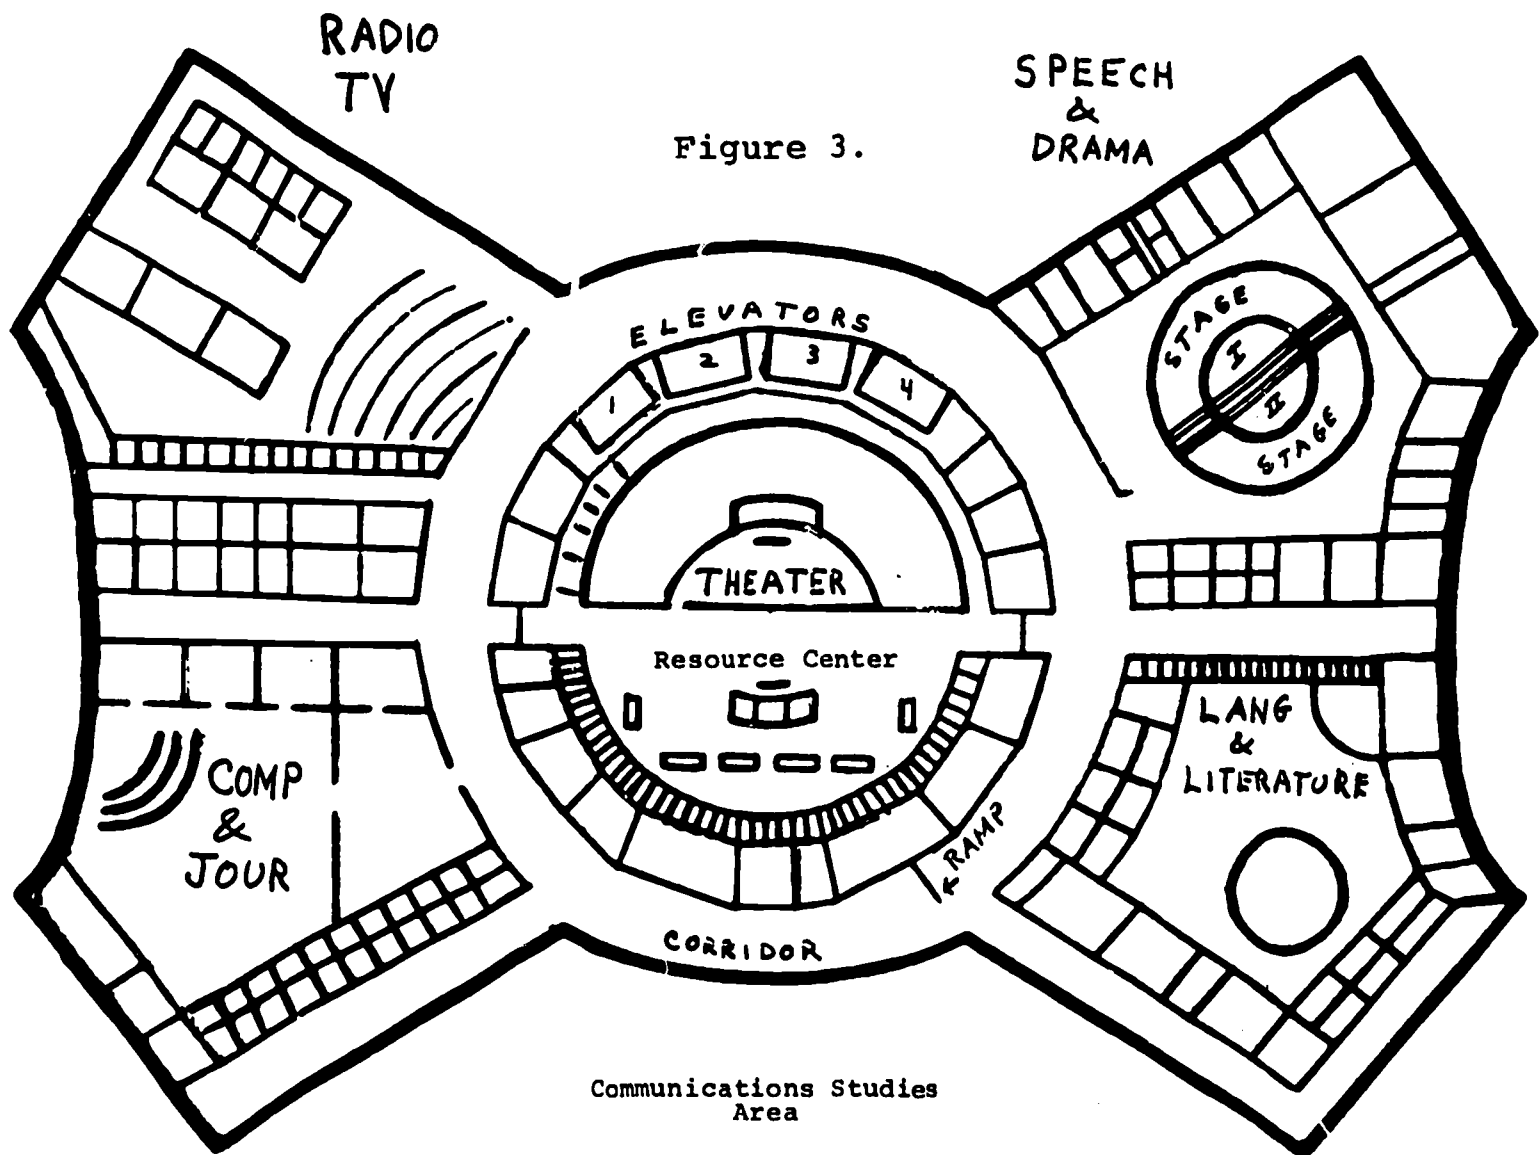 RADIO
TV
SPEECH
&
DRAMA
Figure 3.
ELEVATORS
1
2
3
4
STAGE
I
II
STAGE
THEATER
Resource Center
LANG
&
LITERATURE
COMP
&
JOUR
RAMP
CORRIDOR
Communications Studies
Area